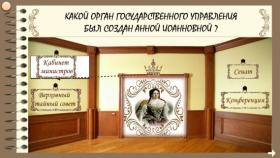 КАКОЙ ОРГАН ГОСУДАРСТВЕННОГО УПРАВЛЕНИЯ
БЫЛ СОЗДАН АННОЙ ИОАННОВНОЙ ?
Кабинет
министров
Сенат
Верховный
тайный совет
Конференция